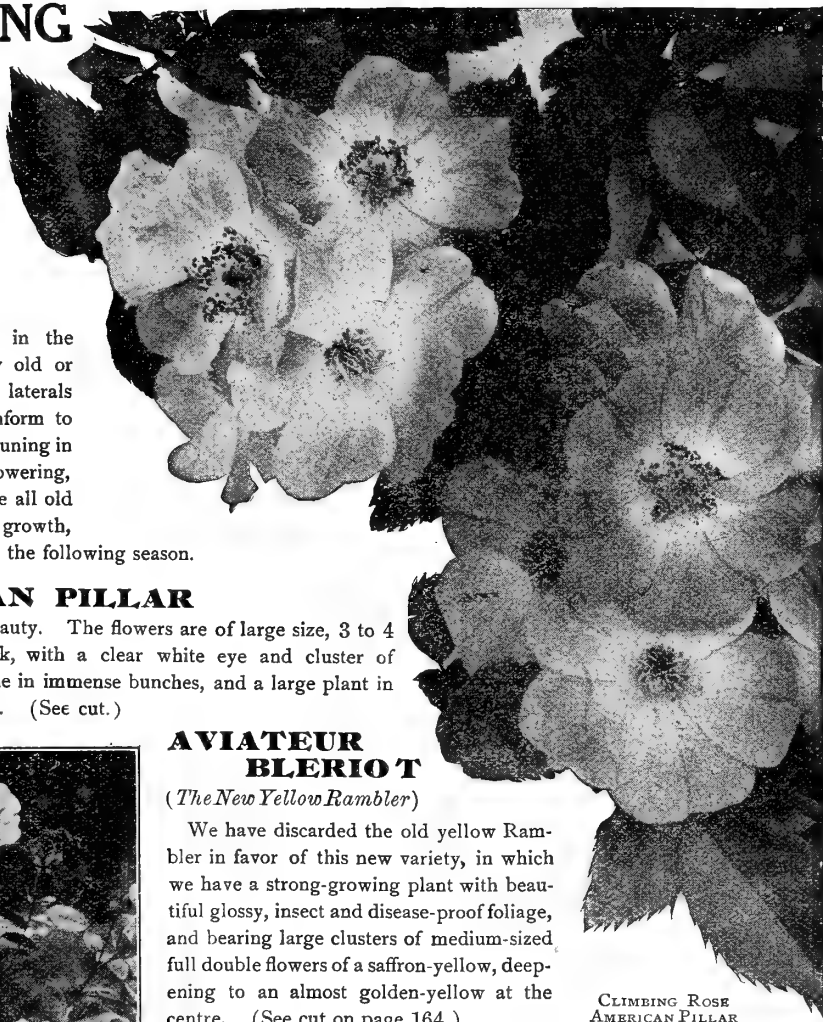 NG
in the
old or
laterals
nform to
uning in
owering,
e all old
growth,
the following season.
AN PILLAR
auty. The flowers are of large size, 3 to 4
k, with a clear white eye and cluster of
e in immense bunches, and a large plant in
. (See cut.)
AVIATEUR
BLERIOT
(The New Yellow Rambler)
We have discarded the old yellow Ram-
bler in favor of this new variety, in which
we have a strong-growing plant with beau-
tiful glossy, insect and disease-proof foliage,
and bearing large clusters of medium-sized
full double flowers of a saffron-yellow, deep-
ening to an almost golden-yellow at the
centre. (See cut on page 164.)
CLIMBING ROSE
AMERICAN PILLAR